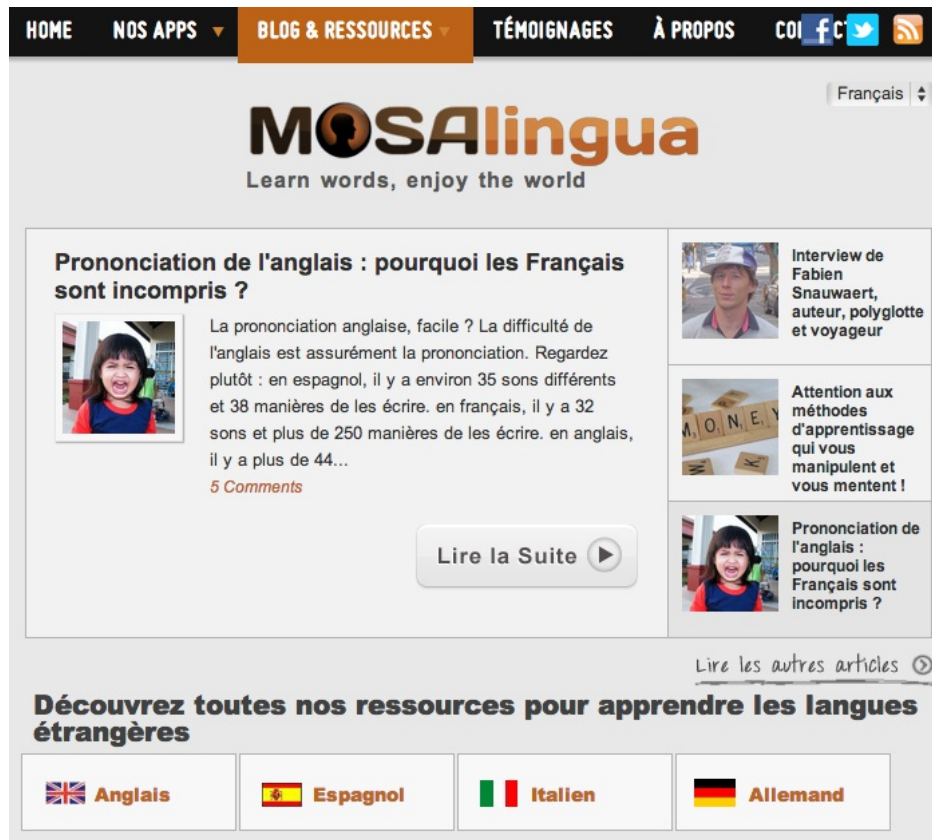 HOME NOS APPS BLOG & RESSOURCES TÉMOIGNAGES À PROPOS
Français
MOSAlingua
Learn words, enjoy the world
Prononciation de l'anglais : pourquoi les Français
sont incompris ?
La prononciation anglaise, facile ? La difficulté de
l'anglais est assurément la prononciation. Regardez
plutôt : en espagnol, il y a environ 35 sons différents
et 38 manières de les écrire. en français, il y a 32
sons et plus de 250 manières de les écrire. en anglais,
il y a plus de 44...
5 Comments
Lire la Suite
Interview de
Fabien
Snauwaert,
auteur, polyglotte
et voyageur
MONEY
W K
Attention aux
méthodes
d'apprentissage
qui vous
manipulent et
vous mentent !
Prononciation de
l'anglais :
pourquoi les
Français sont
incompris ?
Lire les autres articles
Découvrez toutes nos ressources pour apprendre les langues
étrangères
Anglais Espagnol Italien Allemand